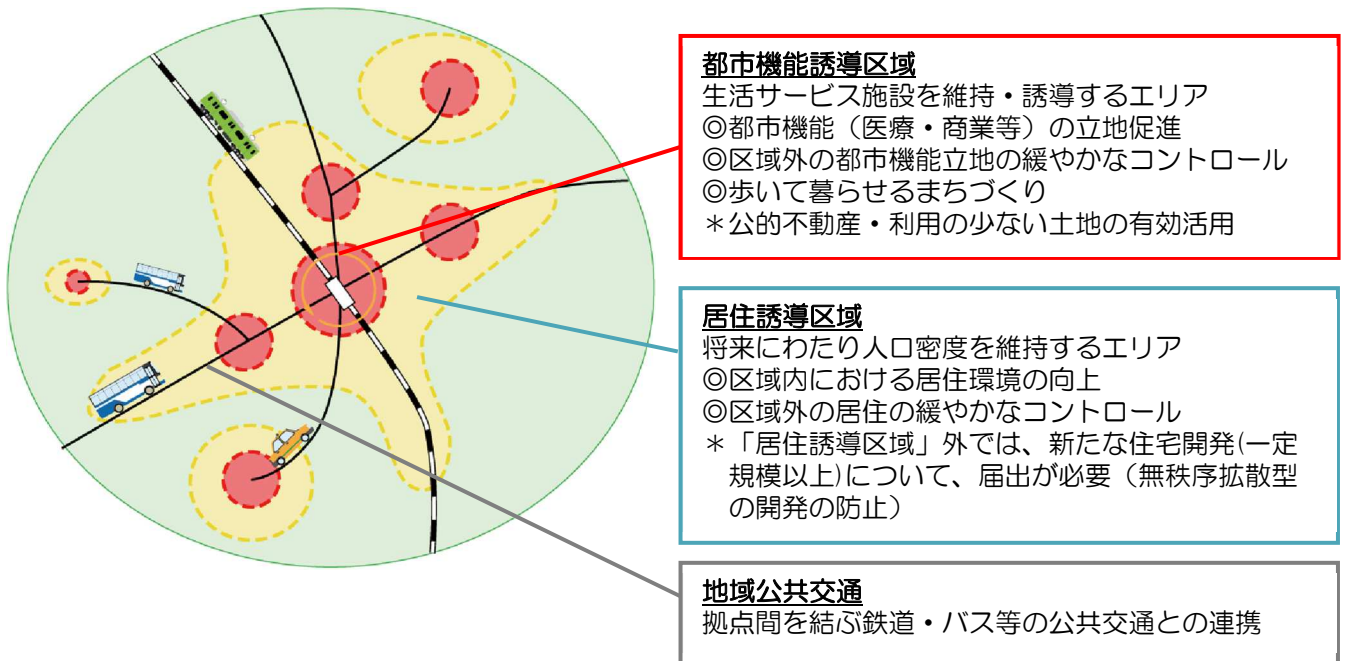 都市機能誘導区域
生活サービス施設を維持・誘導するエリア
◎都市機能（医療・商業等）の立地促進
◎区域外の都市機能立地の緩やかなコントロール
◎歩いて暮らせるまちづくり
＊公的不動産・利用の少ない土地の有効活用
居住誘導区域
将来にわたり人口密度を維持するエリア
◎区域内における居住環境の向上
◎区域外の居住の緩やかなコントロール
＊「居住誘導区域」外では、新たな住宅開発(一定
規模以上)について、届出が必要（無秩序拡散型
の開発の防止）
地域公共交通
拠点間を結ぶ鉄道・バス等の公共交通との連携